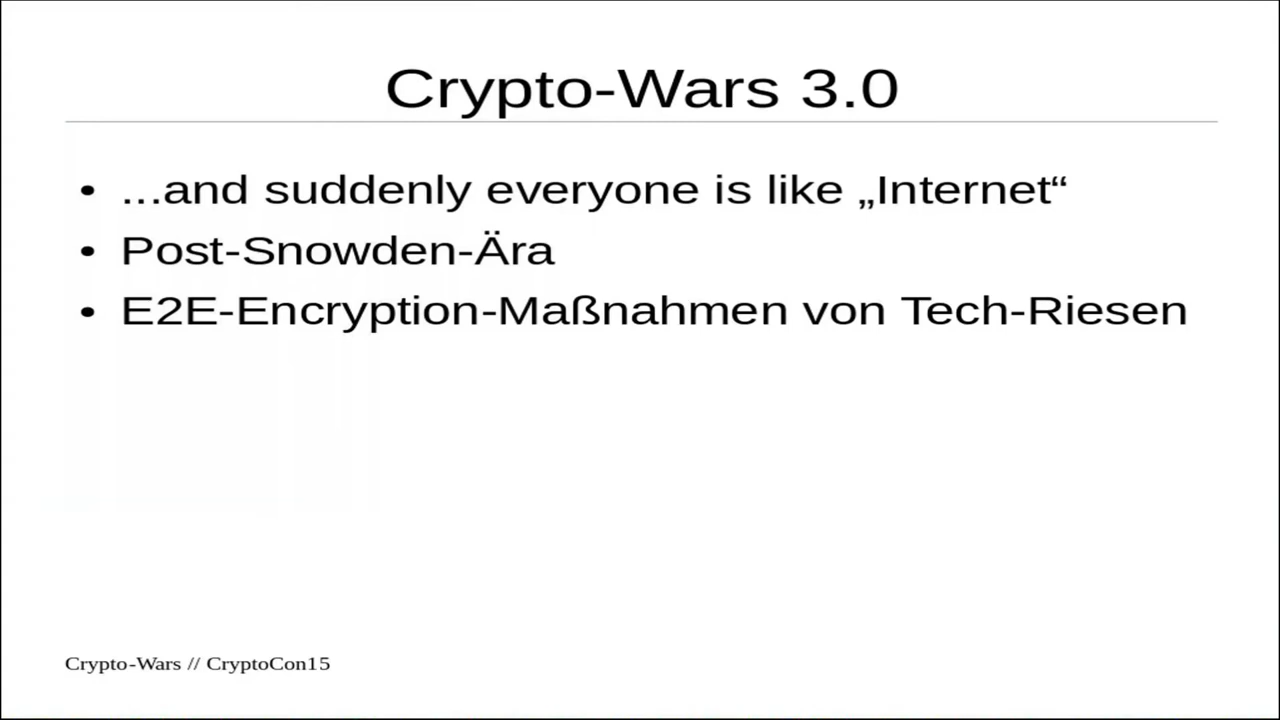 Crypto-Wars 3.0
• ...and suddenly everyone is like „Internet“
• Post-Snowden-Ära
• E2E-Encryption-Maßnahmen von Tech-Riesen
Crypto-Wars // CryptoCon15